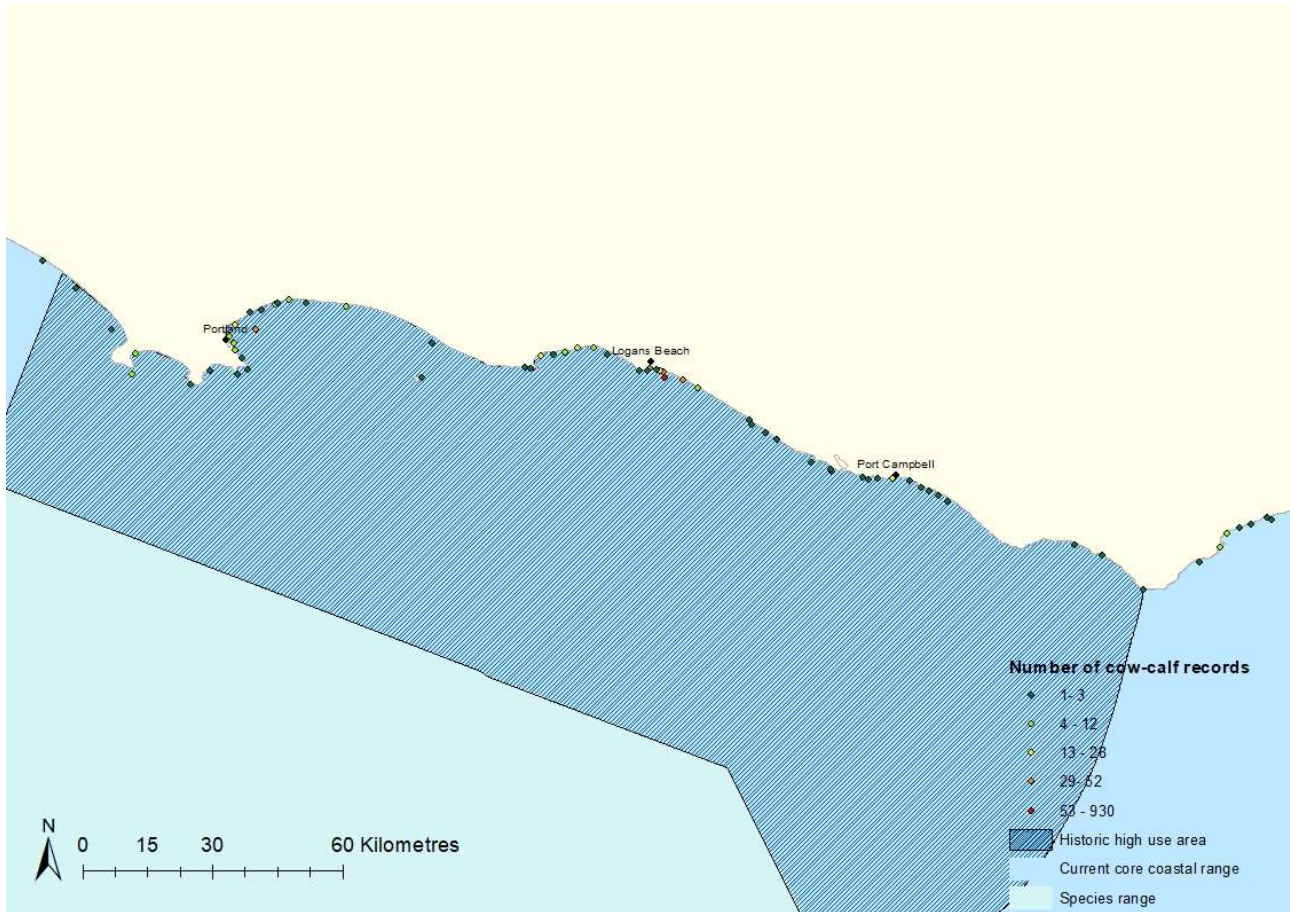 Portland
Logans Beach
Port Campbell
Number of cow-calf records
1- 3
4 - 12
13 - 28
29- 52
53 - 930
Historic high use area
Current core coastal range
Species range
N
0 15 30 60 Kilometres